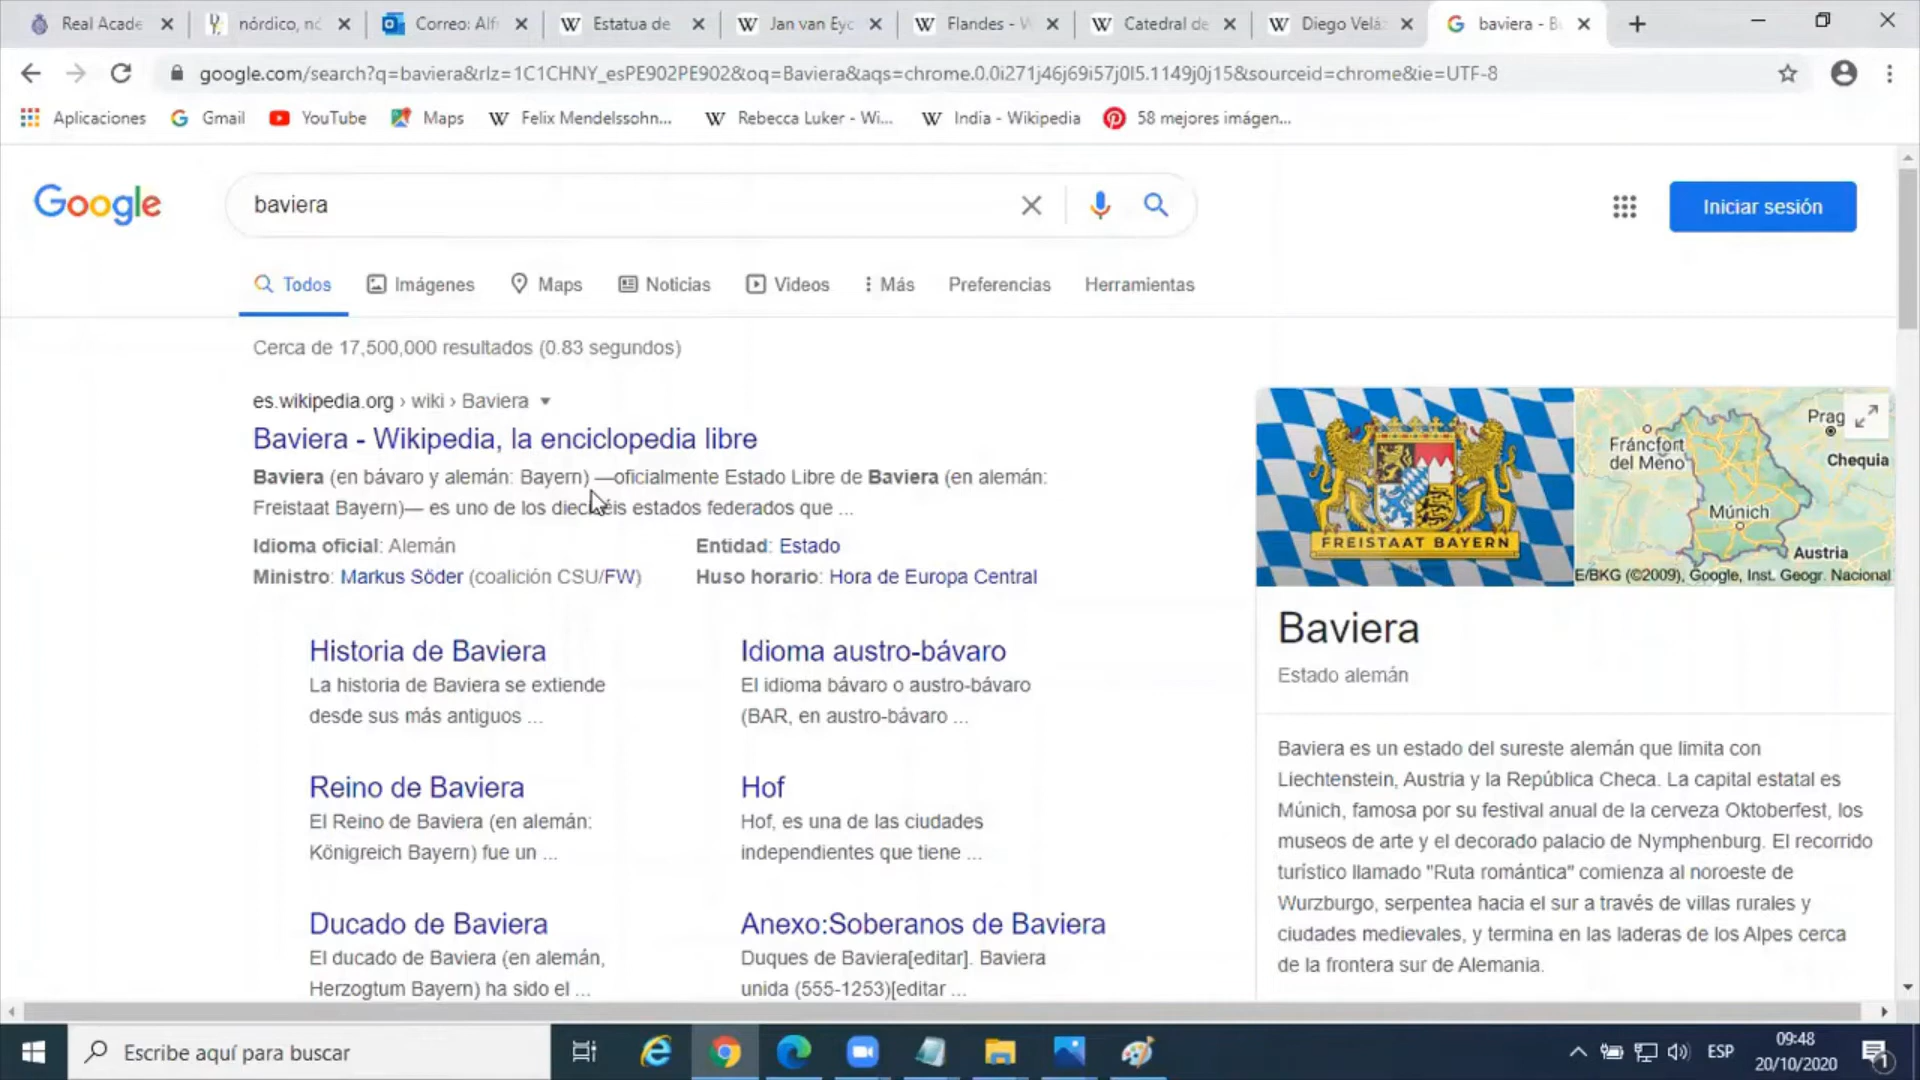 Real Acade
nórdico, nó
Correo: Alf
Estatua de
Jan van Eyc
Flandes - W
Catedral de
Diego Veláz
baviera - Bu
google.com/search?q=baviera&rlz=1C1CHNY_esPE902PE902&oq=Baviera&aqs=chrome.0.0i271j46j69i57j0l5.1149j0j15&sourceid=chrome&ie=UTF-8
Aplicaciones
Gmail
YouTube
Maps
Felix Mendelssohn...
Rebecca Luker - Wi...
India - Wikipedia
58 mejores imágen...
Google
baviera
Iniciar sesión
Todos
Imágenes
Maps
Noticias
Videos
Más
Preferencias
Herramientas
Cerca de 17,500,000 resultados (0.83 segundos)
es.wikipedia.org › wiki › Baviera
Baviera - Wikipedia, la enciclopedia libre
Baviera (en bávaro y alemán: Bayern) —oficialmente Estado Libre de Baviera (en alemán:
Freistaat Bayern)— es uno de los dieciséis estados federados que ...
Idioma oficial: Alemán
Entidad: Estado
Ministro: Markus Söder (coalición CSU/FW)
Huso horario: Hora de Europa Central
Historia de Baviera
La historia de Baviera se extiende
desde sus más antiguos ...
Idioma austro-bávaro
El idioma bávaro o austro-bávaro
(BAR, en austro-bávaro ...
Reino de Baviera
El Reino de Baviera (en alemán:
Königreich Bayern) fue un ...
Hof
Hof, es una de las ciudades
independientes que tiene ...
Ducado de Baviera
El ducado de Baviera (en alemán,
Herzogtum Bayern) ha sido el ...
Anexo:Soberanos de Baviera
Duques de Baviera[editar]. Baviera
unida (555-1253)[editar ...
FREISTAAT BAYERN
Prag
Fráncfort
del Meno
Chequia
Múnich
Austria
E/BKG (©2009), Google, Inst. Geogr. Nacional
Baviera
Estado alemán
Baviera es un estado del sureste alemán que limita con
Liechtenstein, Austria y la República Checa. La capital estatal es
Múnich, famosa por su festival anual de la cerveza Oktoberfest, los
museos de arte y el decorado palacio de Nymphenburg. El recorrido
turístico llamado "Ruta romántica" comienza al noroeste de
Wurzburgo, serpentea hacia el sur a través de villas rurales y
ciudades medievales, y termina en las laderas de los Alpes cerca
de la frontera sur de Alemania.
Escribe aquí para buscar
ESP
09:48
20/10/2020
1